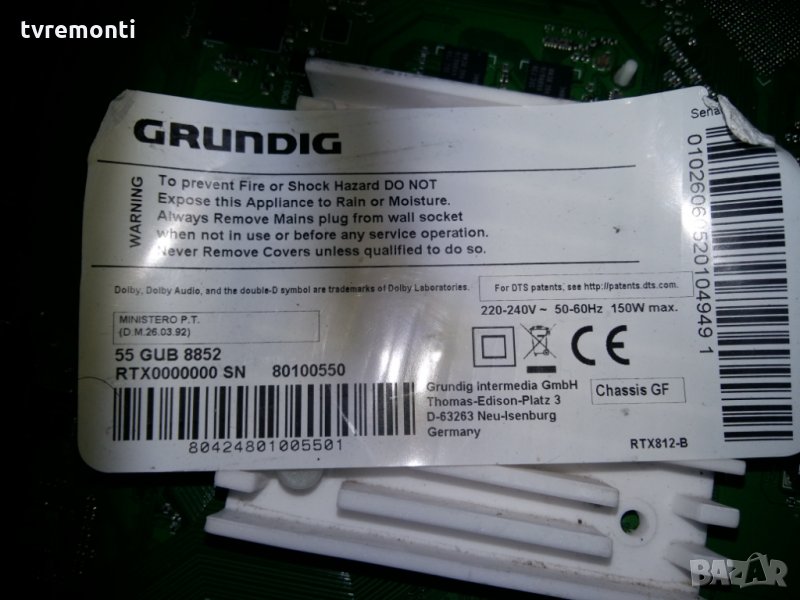 tvremonti
GRUNDIG
Seria
WARNING
To prevent Fire or Shock Hazard DO NOT
Expose this Appliance to Rain or Moisture.
Always Remove Mains plug from wall socket
when not in use or before any service operation.
Never Remove Covers unless qualified to do so.
Dolby, Dolby Audio, and the double-D symbol are trademarks of Dolby Laboratories.
For DTS patents, see http://patents.dts.com.
MINISTERO P.T.
(D.M.26.03.92)
220-240V ~ 50-60Hz 150W max.
55 GUB 8852
RTX0000000 SN 80100550
80424801005501
Grundig Intermedia GmbH
Thomas-Edison-Platz 3
D-63263 Neu-Isenburg
Germany
CE
Chassis GF
RTX812-B
0102606 520104949 1
BAZAR